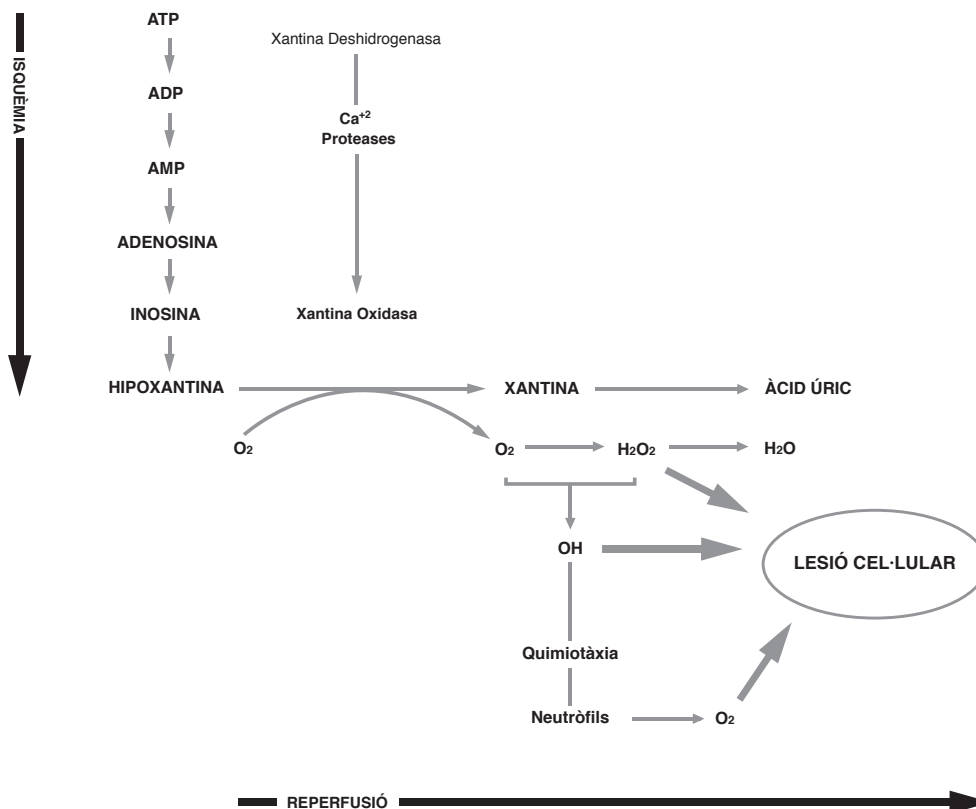 ISQUÈMIA
ATP
Xantina Deshidrogenasa
ADP
Ca+2
Proteases
AMP
ADENOSINA
INOSINA
Xantina Oxidasa
HIPOXANTINA
XANTINA
ÀCID ÚRIC
O2
O2
H2O2
H2O
OH
LESIÓ CEL·LULAR
Quimiotàxia
Neutròfils
O2
REPERFUSIÓ